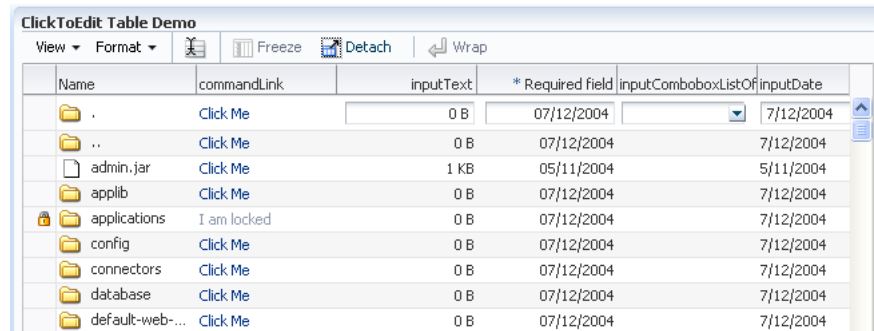 ClickToEdit Table Demo
View Format Freeze Detach Wrap
Name commandLink inputText * Required field inputComboboxListOf inputDate
. Click Me 0 B 07/12/2004 7/12/2004
.. Click Me 0 B 07/12/2004 7/12/2004
admin.jar Click Me 1 KB 05/11/2004 5/11/2004
applib Click Me 0 B 07/12/2004 7/12/2004
applications I am locked 0 B 07/12/2004 7/12/2004
config Click Me 0 B 07/12/2004 7/12/2004
connectors Click Me 0 B 07/12/2004 7/12/2004
database Click Me 0 B 07/12/2004 7/12/2004
default-web-... Click Me 0 B 07/12/2004 7/12/2004